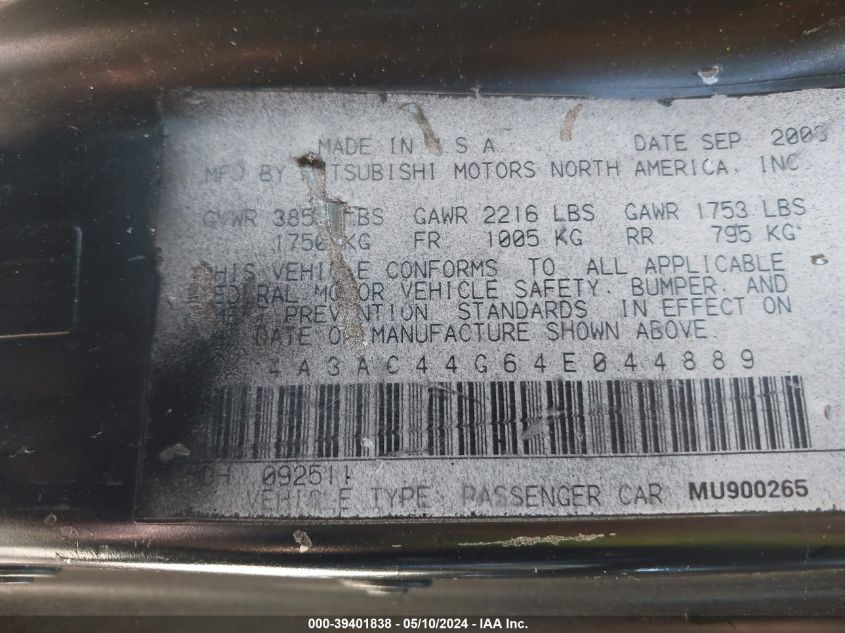 MADE IN U S A DATE SEP 2003
MFD BY MITSUBISHI MOTORS NORTH AMERICA, INC
GVWR LBS GAWR 2216 LBS GAWR 1753 LBS
1750 KG FR 1005 KG RR 795 KG
THIS VEHICLE CONFORMS TO ALL APPLICABLE
FEDERAL MOTOR VEHICLE SAFETY, BUMPER, AND
THEFT PREVENTION STANDARDS IN EFFECT ON
DATE OF MANUFACTURE SHOWN ABOVE.
4A3AC44G64E044889
092511
VEHICLE TYPE PASSENGER CAR MU900265
000-39401838 - 05/10/2024 - IAA Inc.